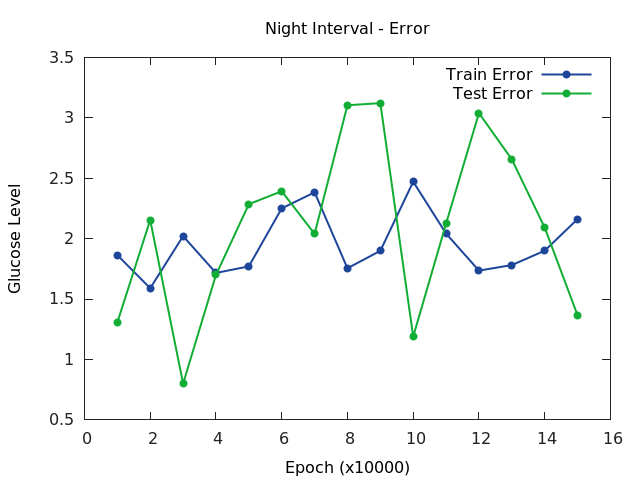 Night Interval - Error
Train Error
Test Error
Glucose Level
3.5
3
2.5
2
1.5
1
0.5
0 2 4 6 8 10 12 14 16
Epoch (x10000)